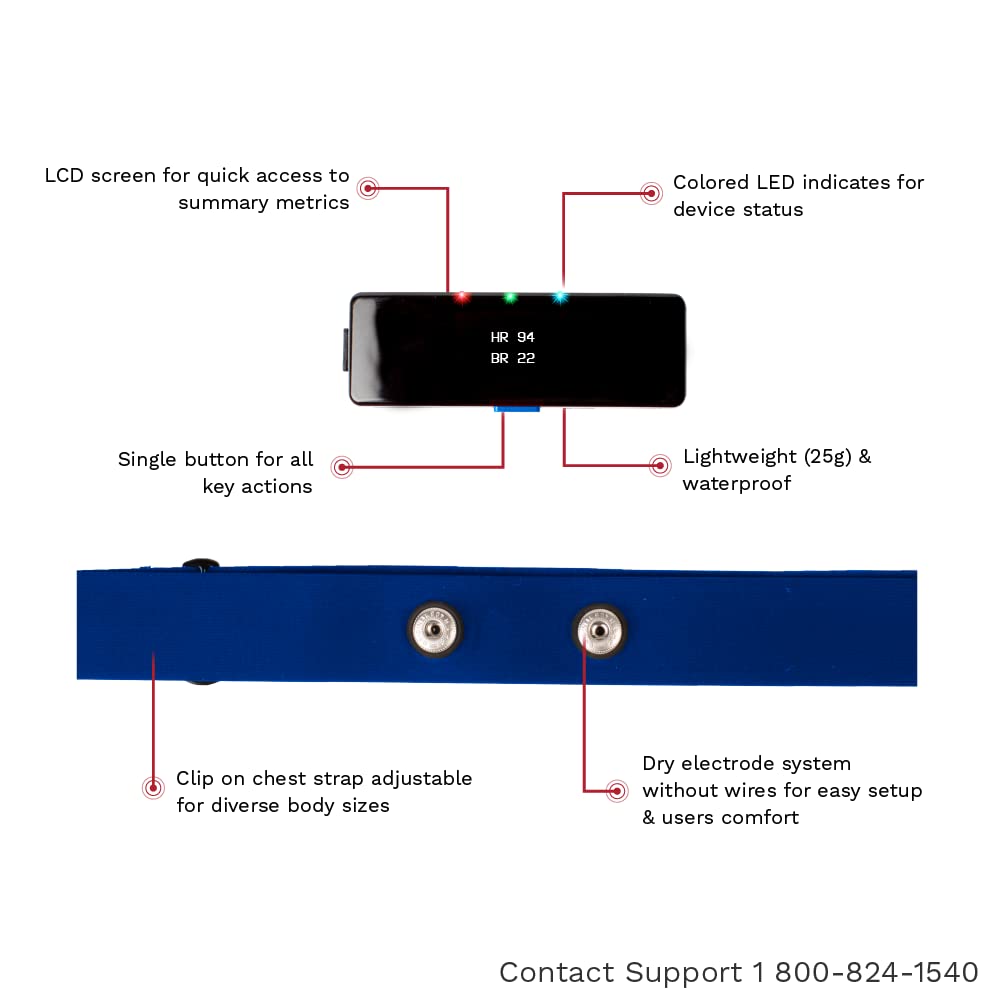 LCD screen for quick access to
summary metrics
Colored LED indicates for
device status
HR 94
BR 22
Single button for all
key actions
Lightweight (25g) &
waterproof
Clip on chest strap adjustable
for diverse body sizes
Dry electrode system
without wires for easy setup
& users comfort
Contact Support 1 800-824-1540